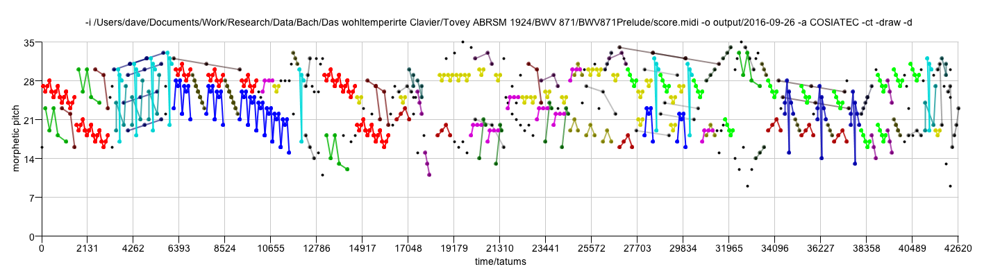 -i /Users/dave/Documents/Work/Research/Data/Bach/Das wohltemperirte Clavier/Tovey ABRSM 1924/BWV 871/BWV871Prelude/score.midi -o output/2016-09-26 -a COSIATEC -ct -draw -d
35
28
21
14
7
0
morphetic pitch
0 2131 4262 6393 8524 10655 12786 14917 17048 19179 21310 23441 25572 27703 29834 31965 34096 36227 38358 40489 42620
time/tatums